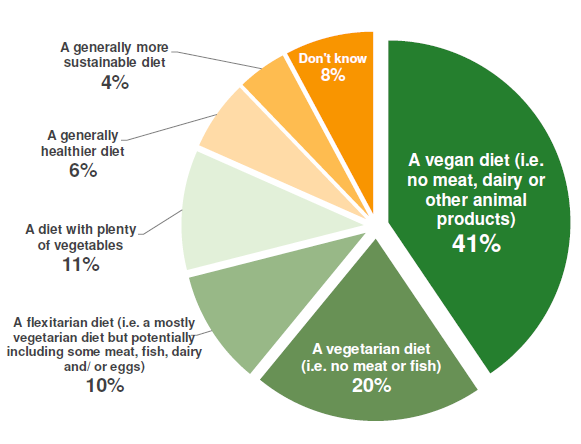 A generally more
sustainable diet
4%
Don't know
8%
A generally
healthier diet
6%
A vegan diet (i.e.
no meat, dairy or
other animal
products)
41%
A diet with plenty
of vegetables
11%
A flexitarian diet (i.e. a mostly
vegetarian diet but potentially
including some meat, fish, dairy
and/ or eggs)
10%
A vegetarian diet
(i.e. no meat or fish)
20%